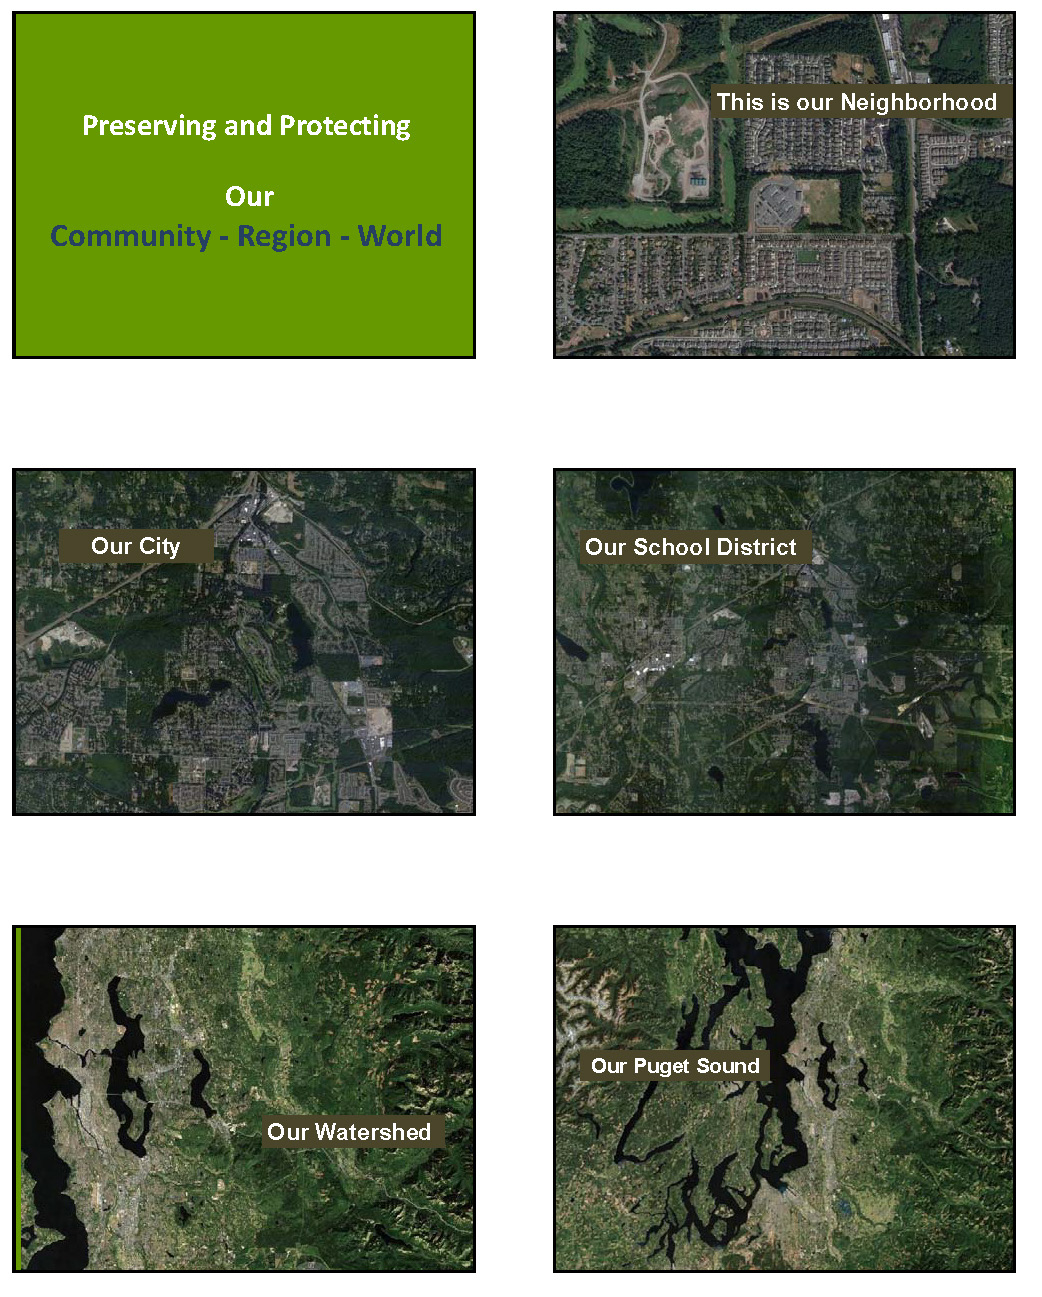 Preserving and Protecting
Our
Community - Region - World
This is our Neighborhood
Our City
Our School District
Our Watershed
Our Puget Sound